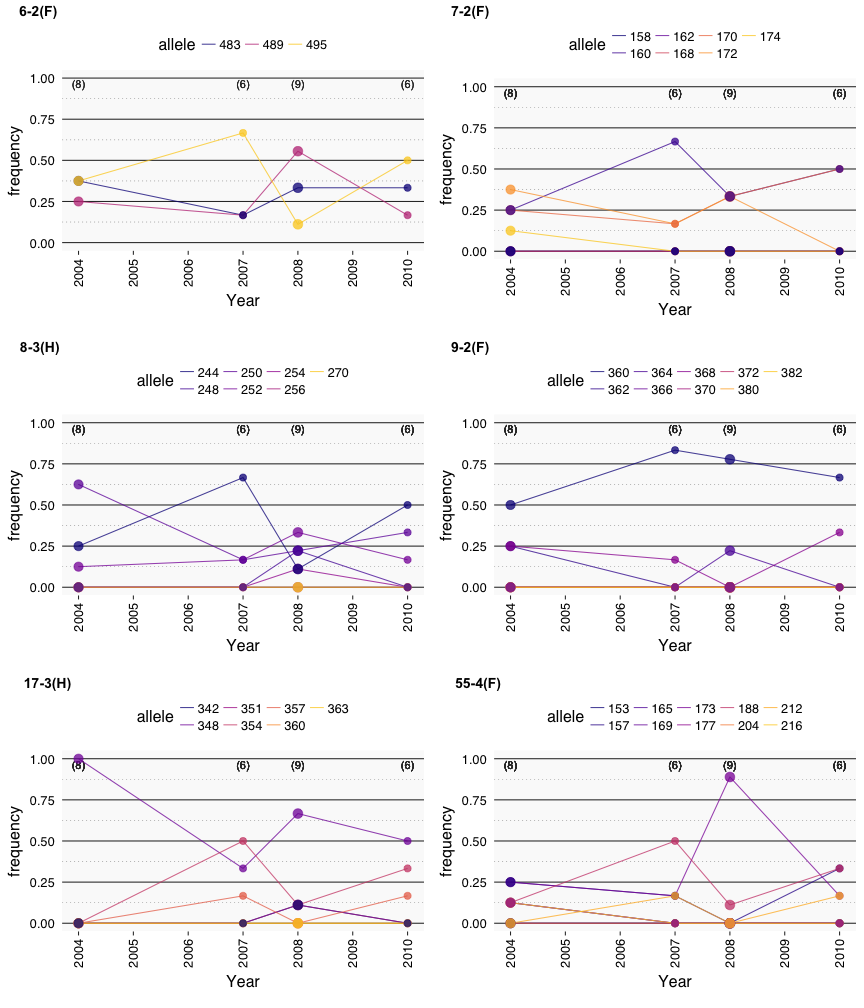 6-2(F)
allele 483 489 495
(8) (6) (9) (6)
1.00
0.75
0.50
0.25
0.00
frequency
2004 2005 2006 2007 2008 2009 2010
Year
7-2(F)
allele 158 162 170 174
160 168 172
(8) (6) (9) (6)
1.00
0.75
0.50
0.25
0.00
frequency
2004 2005 2006 2007 2008 2009 2010
Year
8-3(H)
allele 244 250 254 270
248 252 256
(8) (6) (9) (6)
1.00
0.75
0.50
0.25
0.00
frequency
2004 2005 2006 2007 2008 2009 2010
Year
9-2(F)
allele 360 364 368 372 382
362 366 370 380
(8) (6) (9) (6)
1.00
0.75
0.50
0.25
0.00
frequency
2004 2005 2006 2007 2008 2009 2010
Year
17-3(H)
allele 342 351 357 363
348 354 360
(8) (6) (9) (6)
1.00
0.75
0.50
0.25
0.00
frequency
2004 2005 2006 2007 2008 2009 2010
Year
55-4(F)
allele 153 165 173 188 212
157 169 177 204 216
(8) (6) (9) (6)
1.00
0.75
0.50
0.25
0.00
frequency
2004 2005 2006 2007 2008 2009 2010
Year